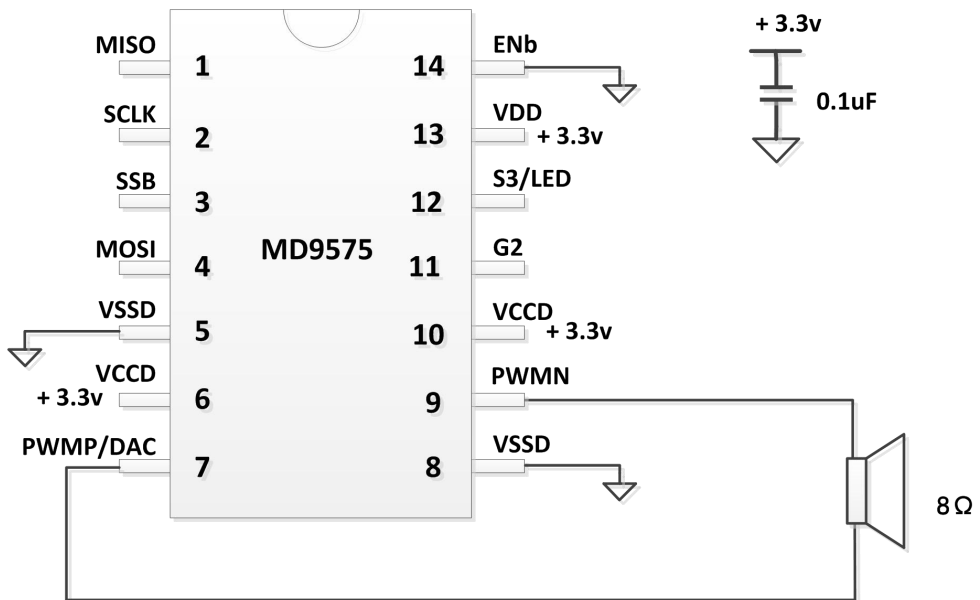 MISO
1
SCLK
2
SSB
3
MOSI
4
VSSD
5
VCCD
+ 3.3v
6
PWMP/DAC
7
MD9575
ENb
14
VDD
13
+ 3.3v
S3/LED
12
G2
11
VCCD
10
+ 3.3v
PWMN
9
VSSD
8
+ 3.3v
0.1uF
8Ω